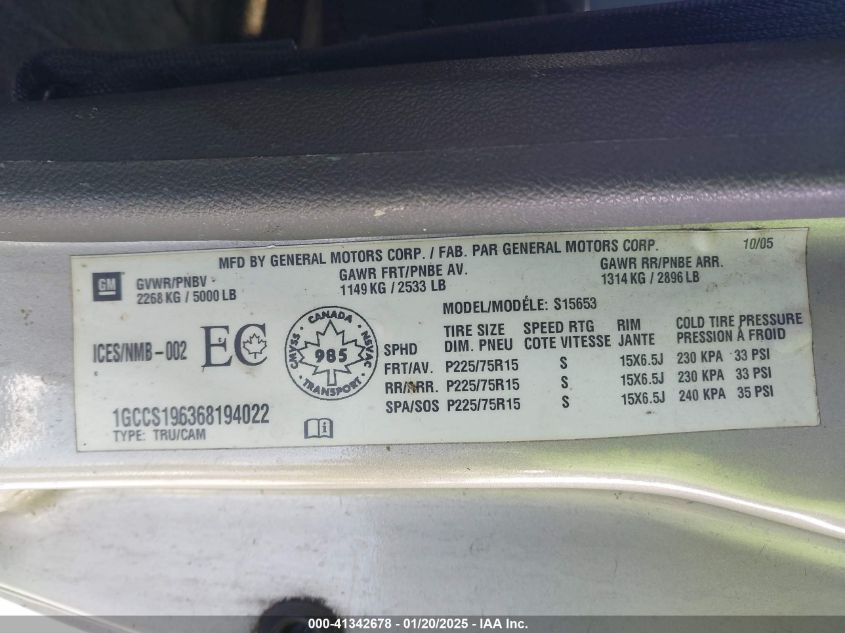 MFD BY GENERAL MOTORS CORP. / FAB. PAR GENERAL MOTORS CORP. 10/05
GM
GVWR/PNBV
2268 KG / 5000 LB
GAWR FRT/PNBE AV.
1149 KG / 2533 LB
GAWR RR/PNBE ARR.
1314 KG / 2896 LB
MODEL/MODÉLE: S15653
ICES/NMB-002 EC
CANADA
CMVSS 985 NSVAC
TRANSPORT
SPHD TIRE SIZE DIM. PNEU SPEED RTG COTE VITESSE RIM JANTE COLD TIRE PRESSURE PRESSION À FROID
FRT/AV. P225/75R15 S 15X6.5J 230 KPA 33 PSI
RR/ARR. P225/75R15 S 15X6.5J 230 KPA 33 PSI
SPA/SOS P225/75R15 S 15X6.5J 240 KPA 35 PSI
1GCCS196368194022
TYPE: TRU/CAM
i
000-41342678 - 01/20/2025 - IAA Inc.